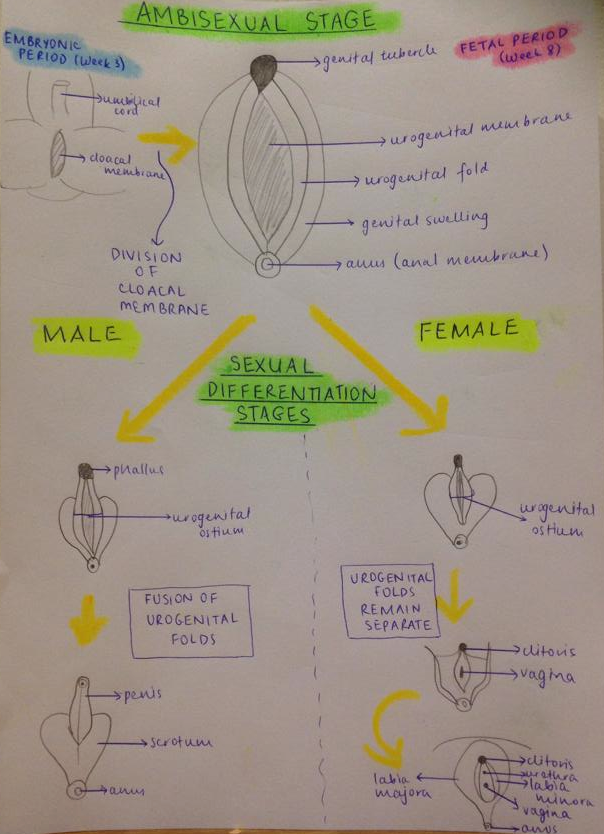 AMBISEXUAL STAGE
EMBRYONIC
PERIOD (Week 3)
FETAL PERIOD
(Week 8)
genital tubercle
umbilical
cord
cloacal
membrane
urogenital membrane
urogenital fold
genital swelling
anus (anal membrane)
DIVISION
OF
CLOACAL
MEMBRANE
MALE
FEMALE
SEXUAL
DIFFERENTIATION
STAGES
phallus
urogenital
ostium
urogenital
ostium
FUSION OF
UROGENITAL
FOLDS
UROGENITAL
FOLDS
REMAIN
SEPARATE
clitoris
vagina
penis
scrotum
anus
labia
majora
clitoris
urethra
labia
minora
vagina
anus